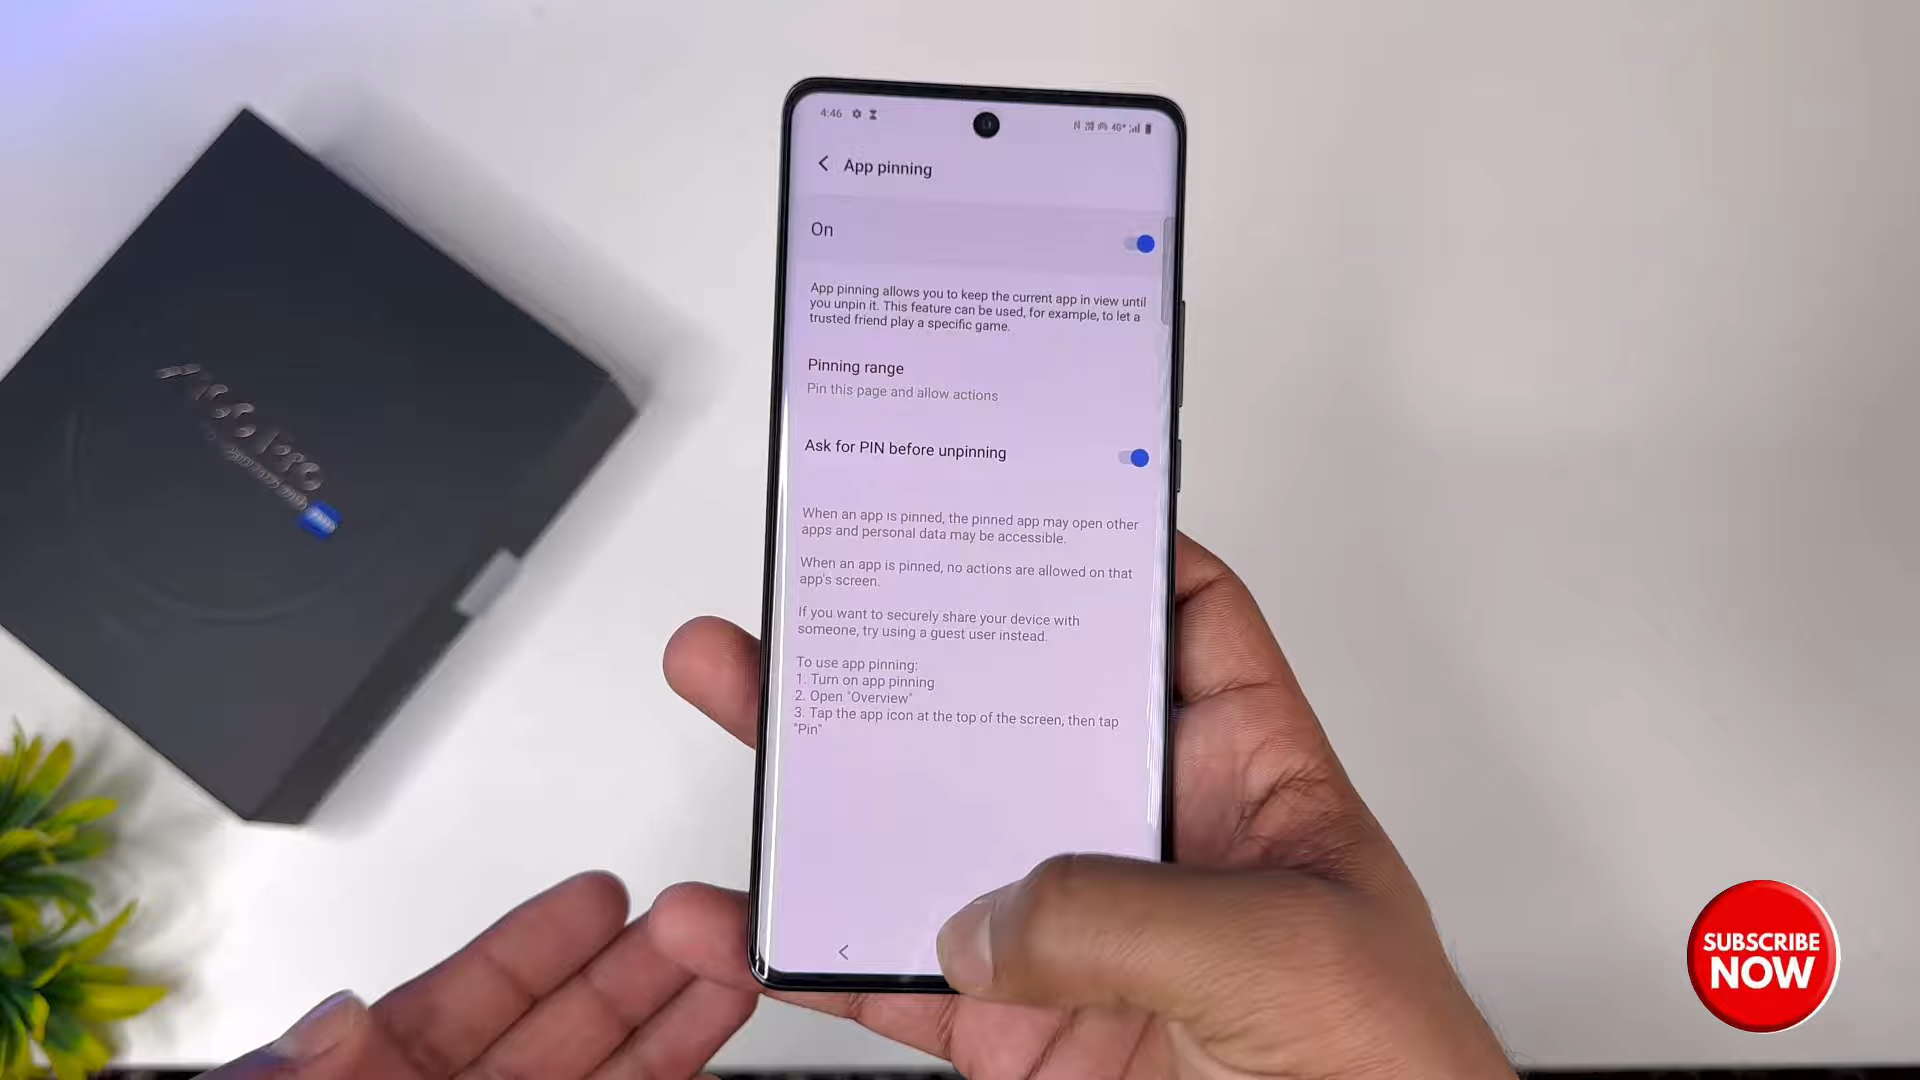 4:46
4G+
App pinning
On
App pinning allows you to keep the current app in view until
you unpin it. This feature can be used, for example, to let a
trusted friend play a specific game.
Pinning range
Pin this page and allow actions
Ask for PIN before unpinning
When an app is pinned, the pinned app may open other
apps and personal data may be accessible.
When an app is pinned, no actions are allowed on that
app's screen.
If you want to securely share your device with
someone, try using a guest user instead.
To use app pinning:
1. Turn on app pinning
2. Open "Overview"
3. Tap the app icon at the top of the screen, then tap
"Pin"
SUBSCRIBE
NOW